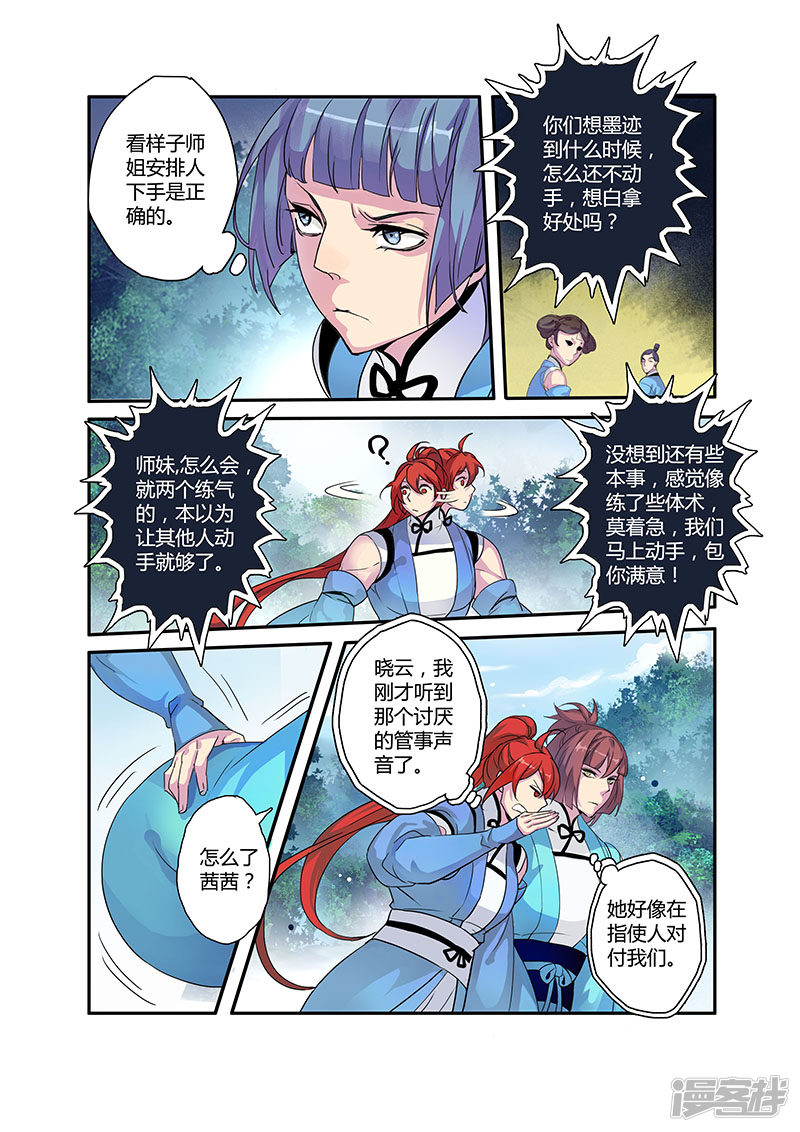 看样子师
姐安排人
下手是正
确的。
你们想墨迹
到什么时候，
怎么还不动
手，想白拿
好处吗？
师妹,怎么会，
就两个练气
的，本以为
让其他人动
手就够了。
?
没想到还有些
本事，感觉像
练了些体术，
莫着急，我们
马上动手，包
你满意！
怎么了
茜茜？
晓云，我
刚才听到
那个讨厌
的管事声
音了。
她好像在
指使人对
付我们。
漫客栈